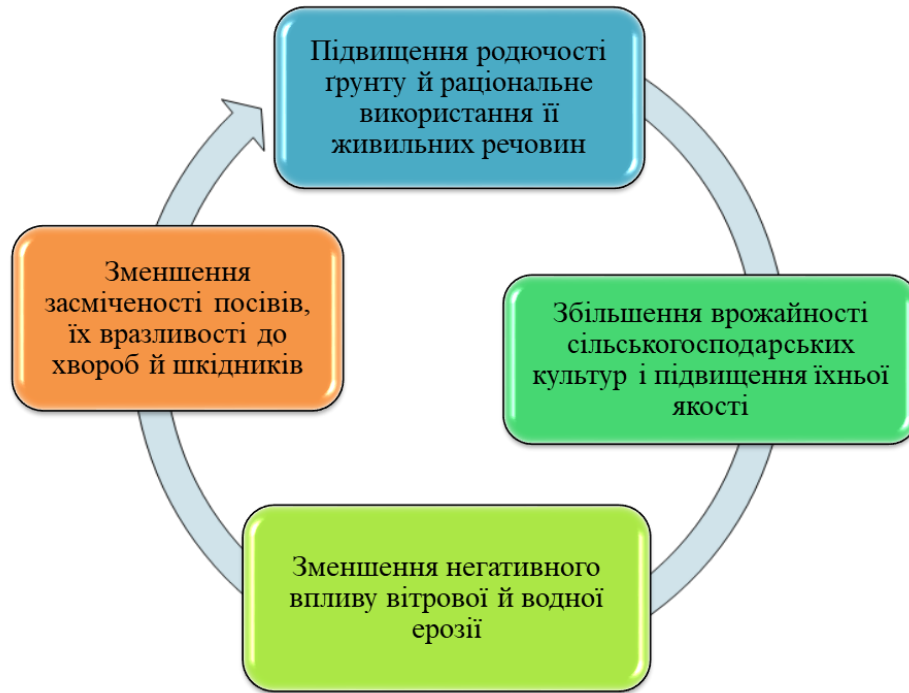 Підвищення родючості
ґрунту й раціональне
використання її
живильних речовин
Збільшення врожайності
сільськогосподарських
культур і підвищення їхньої
якості
Зменшення негативного
впливу вітрової й водної
ерозії
Зменшення
засміченості посівів,
їх вразливості до
хвороб й шкідників